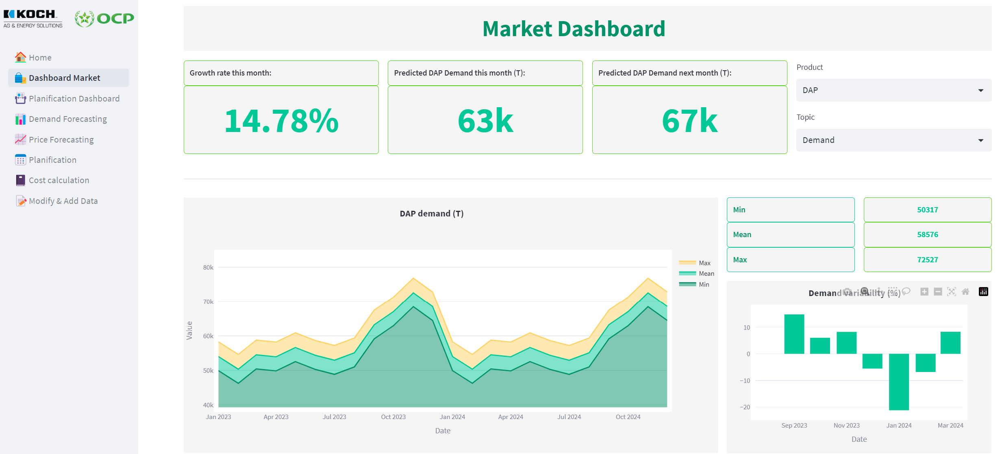 KOCH
AG & ENERGY SOLUTIONS
OCP
Home
Dashboard Market
Planification Dashboard
Demand Forecasting
Price Forecasting
Planification
Cost calculation
Modify & Add Data
Market Dashboard
Growth rate this month:
14.78%
Predicted DAP Demand this month (T):
63k
Predicted DAP Demand next month (T):
67k
Product
DAP
Topic
Demand
DAP demand (T)
80k
70k
60k
50k
40k
Value
Jan 2023
Apr 2023
Jul 2023
Oct 2023
Jan 2024
Apr 2024
Jul 2024
Oct 2024
Date
Max
Mean
Min
Min
50317
Mean
58576
Max
72527
Demand variability (%)
10
0
−10
−20
Sep 2023
Nov 2023
Jan 2024
Mar 2024
Date